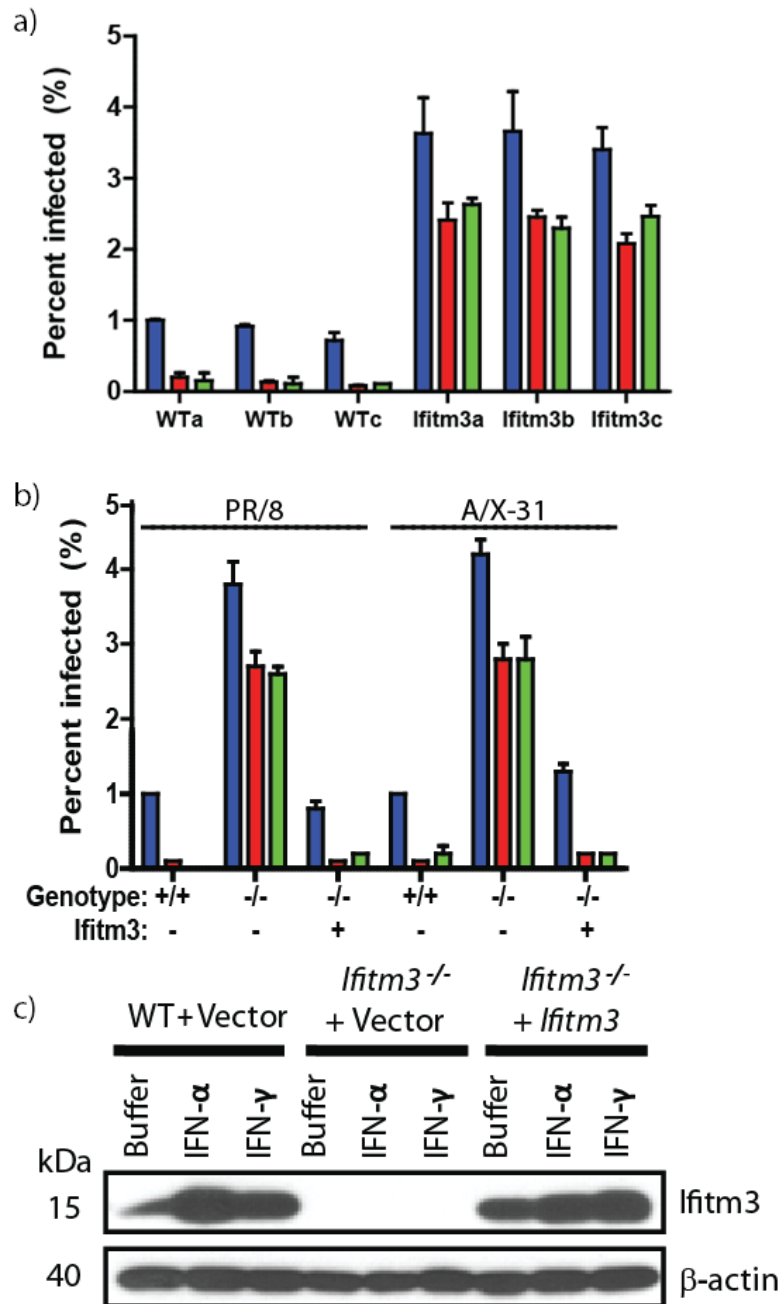 a)
Percent infected (%)
5
4
3
2
1
0
WTa WTb WTc Ifitm3a Ifitm3b Ifitm3c
b)
PR/8 A/X-31
Percent infected (%)
5
4
3
2
1
0
Genotype: +/+ -/- -/- +/+ -/- -/-
Ifitm3: - - + - - +
c)
WT+Vector Ifitm3-/- + Vector Ifitm3-/- + Ifitm3
Buffer IFN-α IFN-γ Buffer IFN-α IFN-γ Buffer IFN-α IFN-γ
kDa
15 Ifitm3
40 β-actin